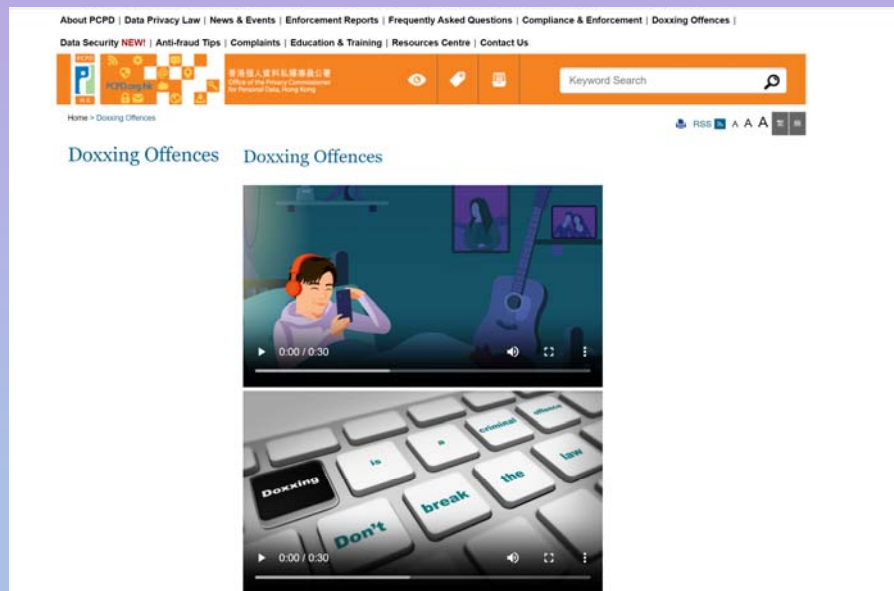 About PCPD | Data Privacy Law | News & Events | Enforcement Reports | Frequently Asked Questions | Compliance & Enforcement | Doxxing Offences |
Data Security NEW! | Anti-fraud Tips | Complaints | Education & Training | Resources Centre | Contact Us
PCPD
PCPD.org.hk
香港個人資料私隱專員公署
Office of the Privacy Commissioner
for Personal Data, Hong Kong
Keyword Search
Home > Doxxing Offences
RSS A A A 繁 簡
Doxxing Offences
Doxxing Offences
0:00 / 0:30
Doxxing is a criminal offence
Don't break the law
0:00 / 0:30